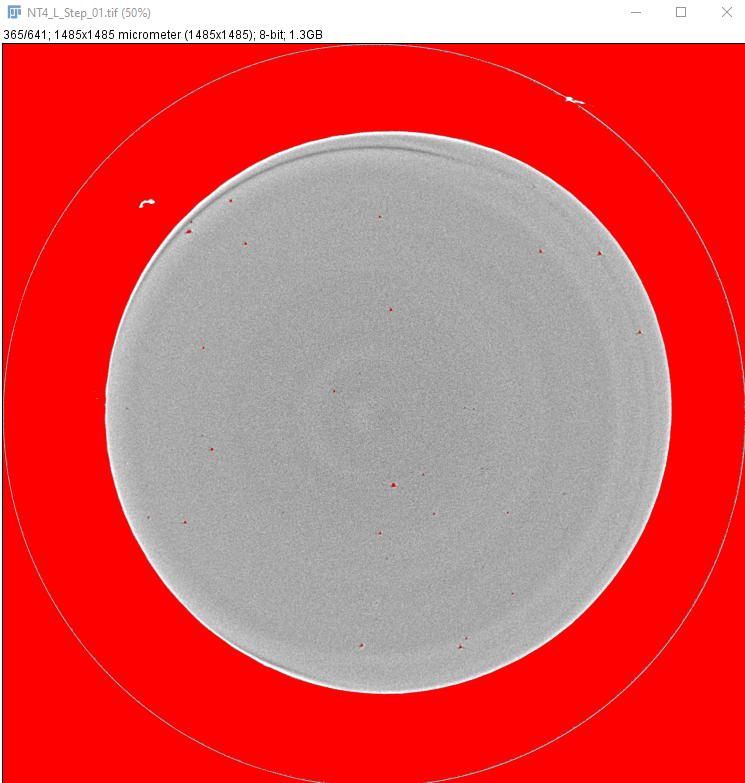 NT4_L_Step_01.tif (50%)
365/641; 1485x1485 micrometer (1485x1485); 8-bit; 1.3GB